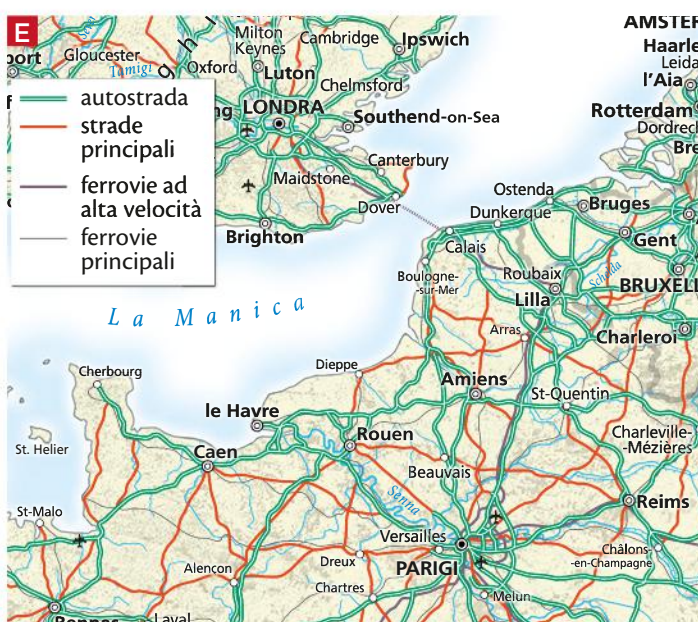 E
AMSTER
Milton
Keynes
Cambridge
Ipswich
Haarle
Gloucester
Oxford
Luton
Leida
port
Tamigi
g
h
i
Chelmsford
l'Aia
autostrada
LONDRA
Southend-on-Sea
Rotterdam
strade
principali
ng
Dordrec
Bre
Canterbury
Maidstone
ferrovie ad
alta velocità
Dover
Ostenda
Bruges
Dunkerque
ferrovie
principali
Brighton
Calais
Gent
Boulogne-
-sur-Mer
Roubaix
Schelda
Lilla
BRUXELL
La Manica
Arras
Charleroi
Cherbourg
Dieppe
Amiens
St-Quentin
le Havre
St. Helier
Caen
Rouen
Charleville-
-Mézières
Beauvais
Senna
St-Malo
Reims
Versailles
PARIGI
Châlons-
-en-Champagne
Alençon
Dreux
Chartres
Melun
Rennes
Laval